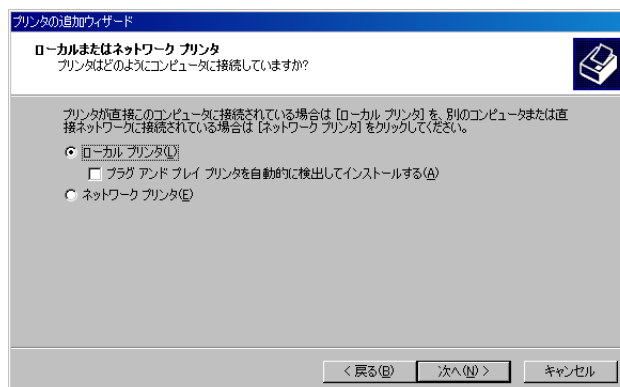 プリンタの追加ウィザード
ローカルまたはネットワーク プリンタ
プリンタはどのようにコンピュータに接続していますか?
プリンタが直接このコンピュータに接続されている場合は [ローカル プリンタ] を、別のコンピュータまたは直
接ネットワークに接続されている場合は [ネットワーク プリンタ] をクリックしてください。
ローカル プリンタ(L)
プラグ アンド プレイ プリンタを自動的に検出してインストールする(A)
ネットワーク プリンタ(E)
< 戻る(B) 次へ(N) > キャンセル